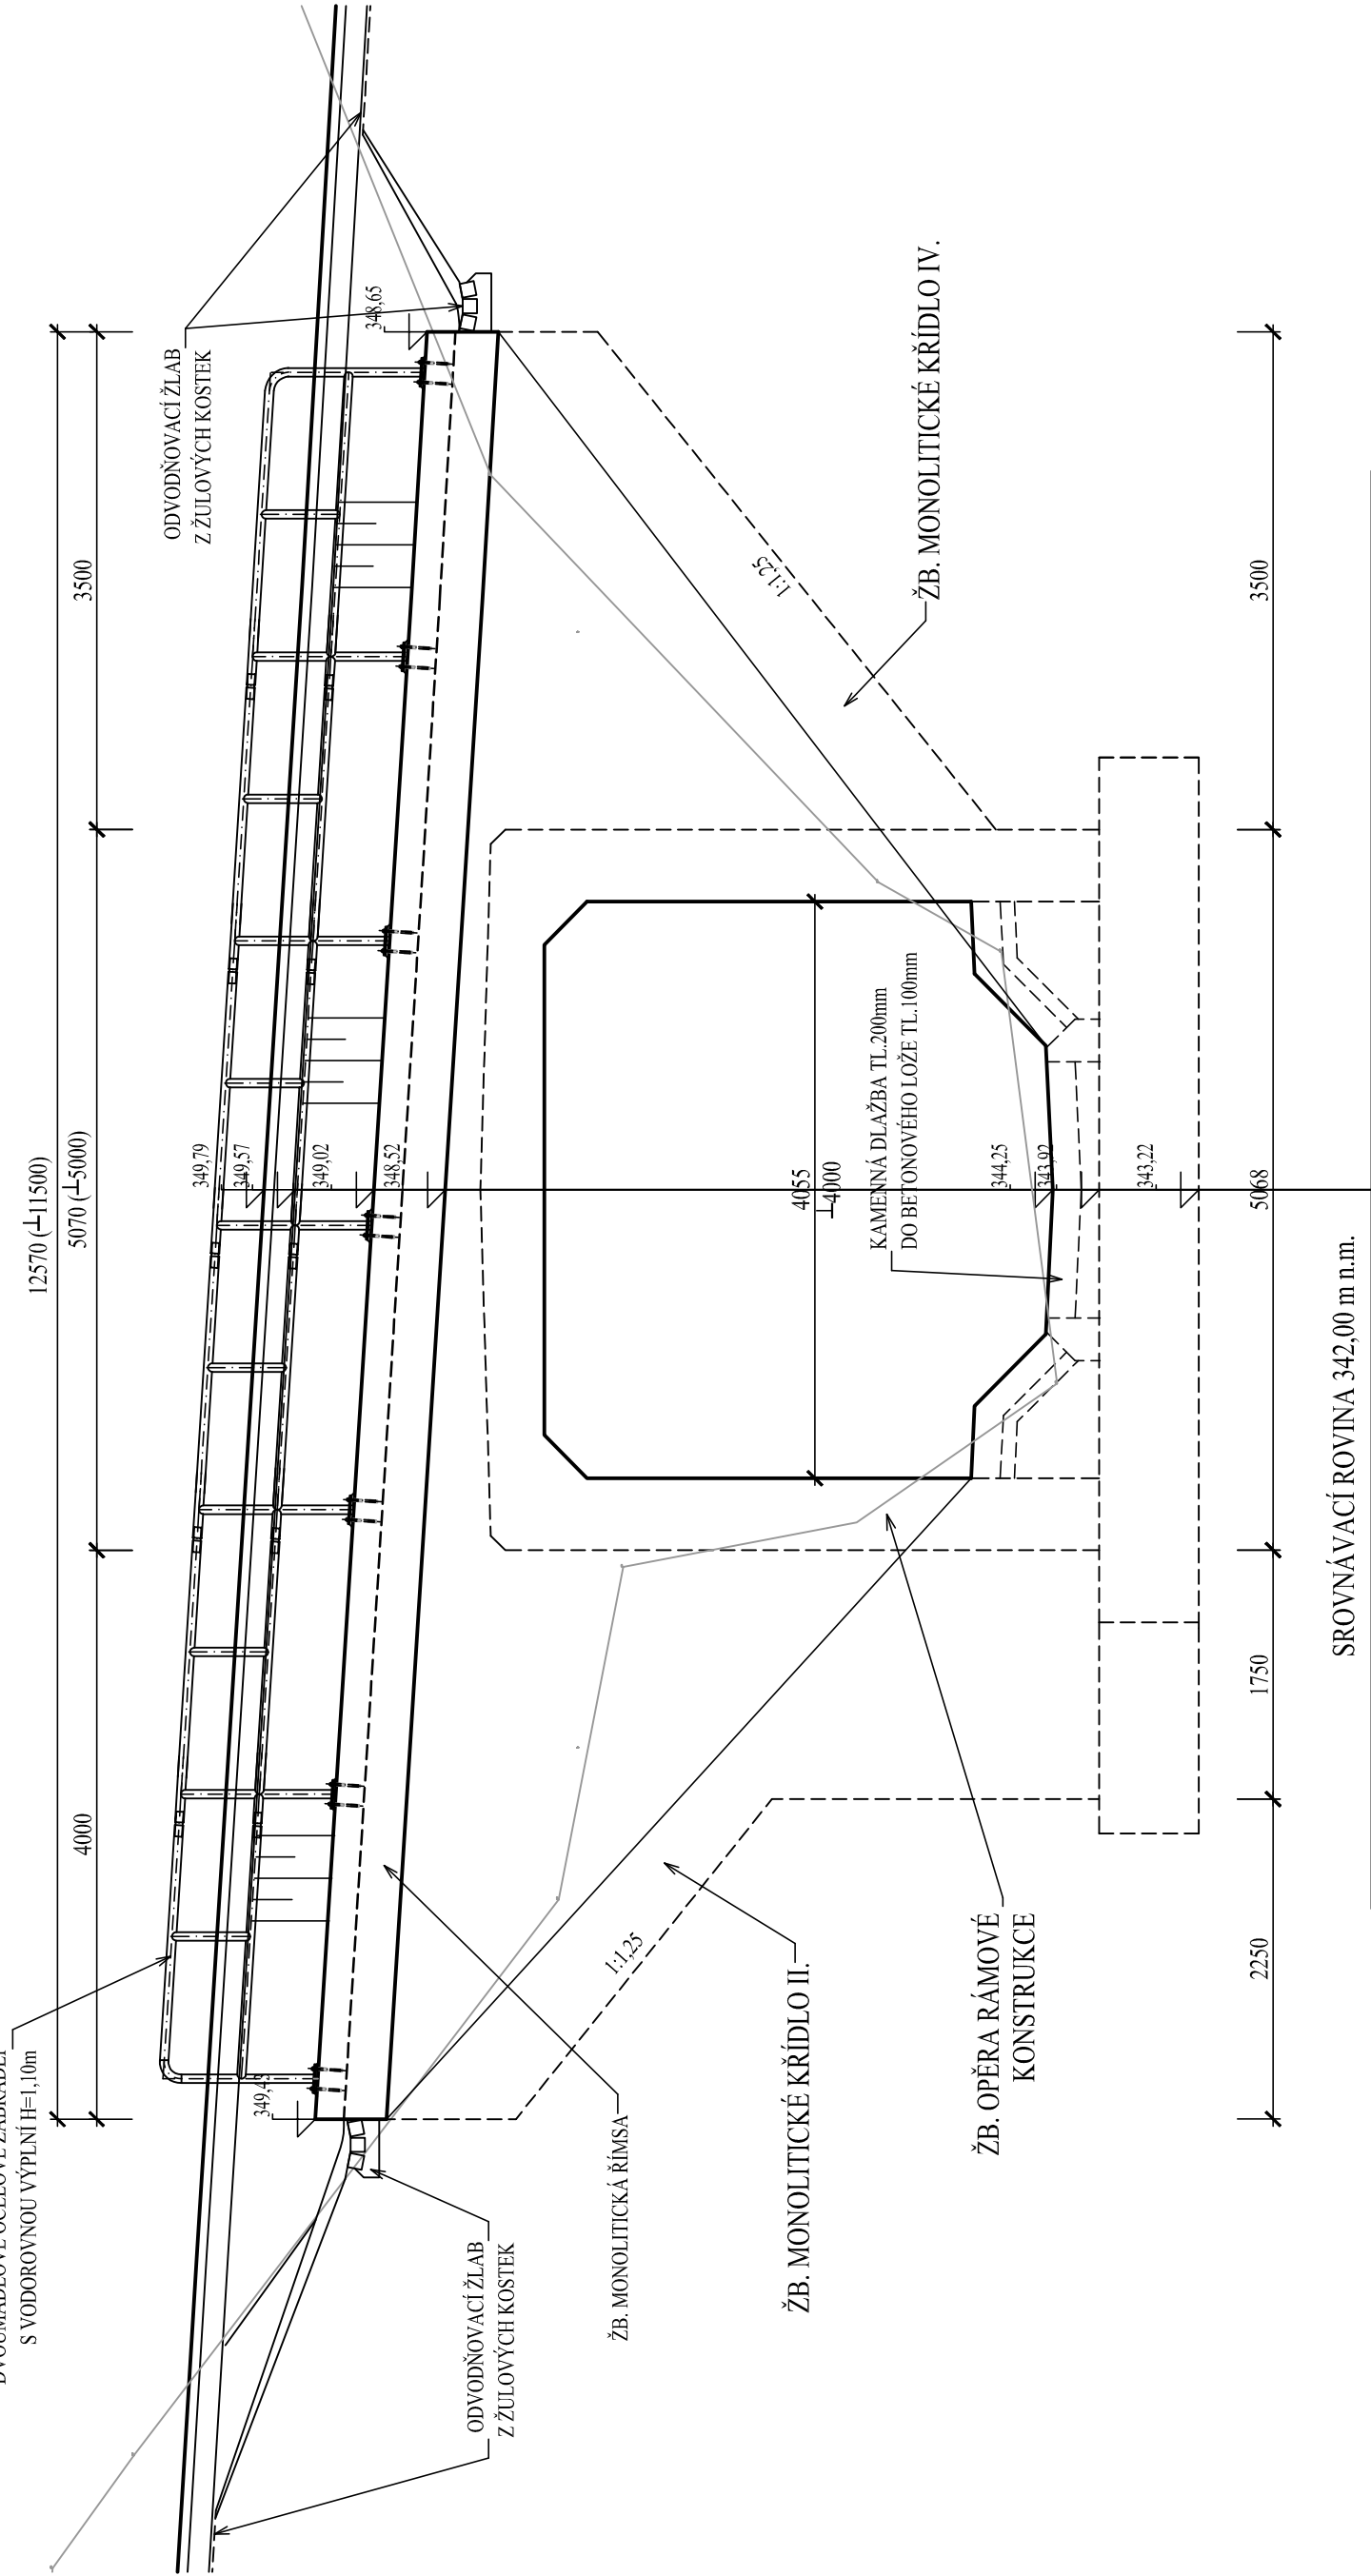 DVOUMADLOVÉ OCELOVÉ ZÁBRADLÍ
S VODOROVNOU VÝPLNÍ H=1,10m
12570 (┴11500)
4000
5070 (┴5000)
3500
ODVODŇOVACÍ ŽLAB
Z ŽULOVÝCH KOSTEK
349,79
349,57
349,02
348,52
348,65
ODVODŇOVACÍ ŽLAB
Z ŽULOVÝCH KOSTEK
ŽB. MONOLITICKÁ ŘÍMSA
1:1,25
1:1,25
ŽB. MONOLITICKÉ KŘÍDLO II.
4055
┴4000
KAMENNÁ DLAŽBA TL.200mm
DO BETONOVÉHO LOŽE TL.100mm
ŽB. MONOLITICKÉ KŘÍDLO IV.
ŽB. OPĚRA RÁMOVÉ
KONSTRUKCE
344,25
343,92
343,22
2250
1750
5068
3500
SROVNÁVACÍ ROVINA 342,00 m n.m.